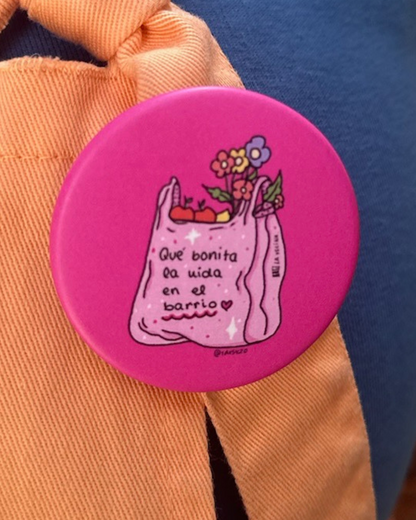 Que bonita
la vida
en el
barrio